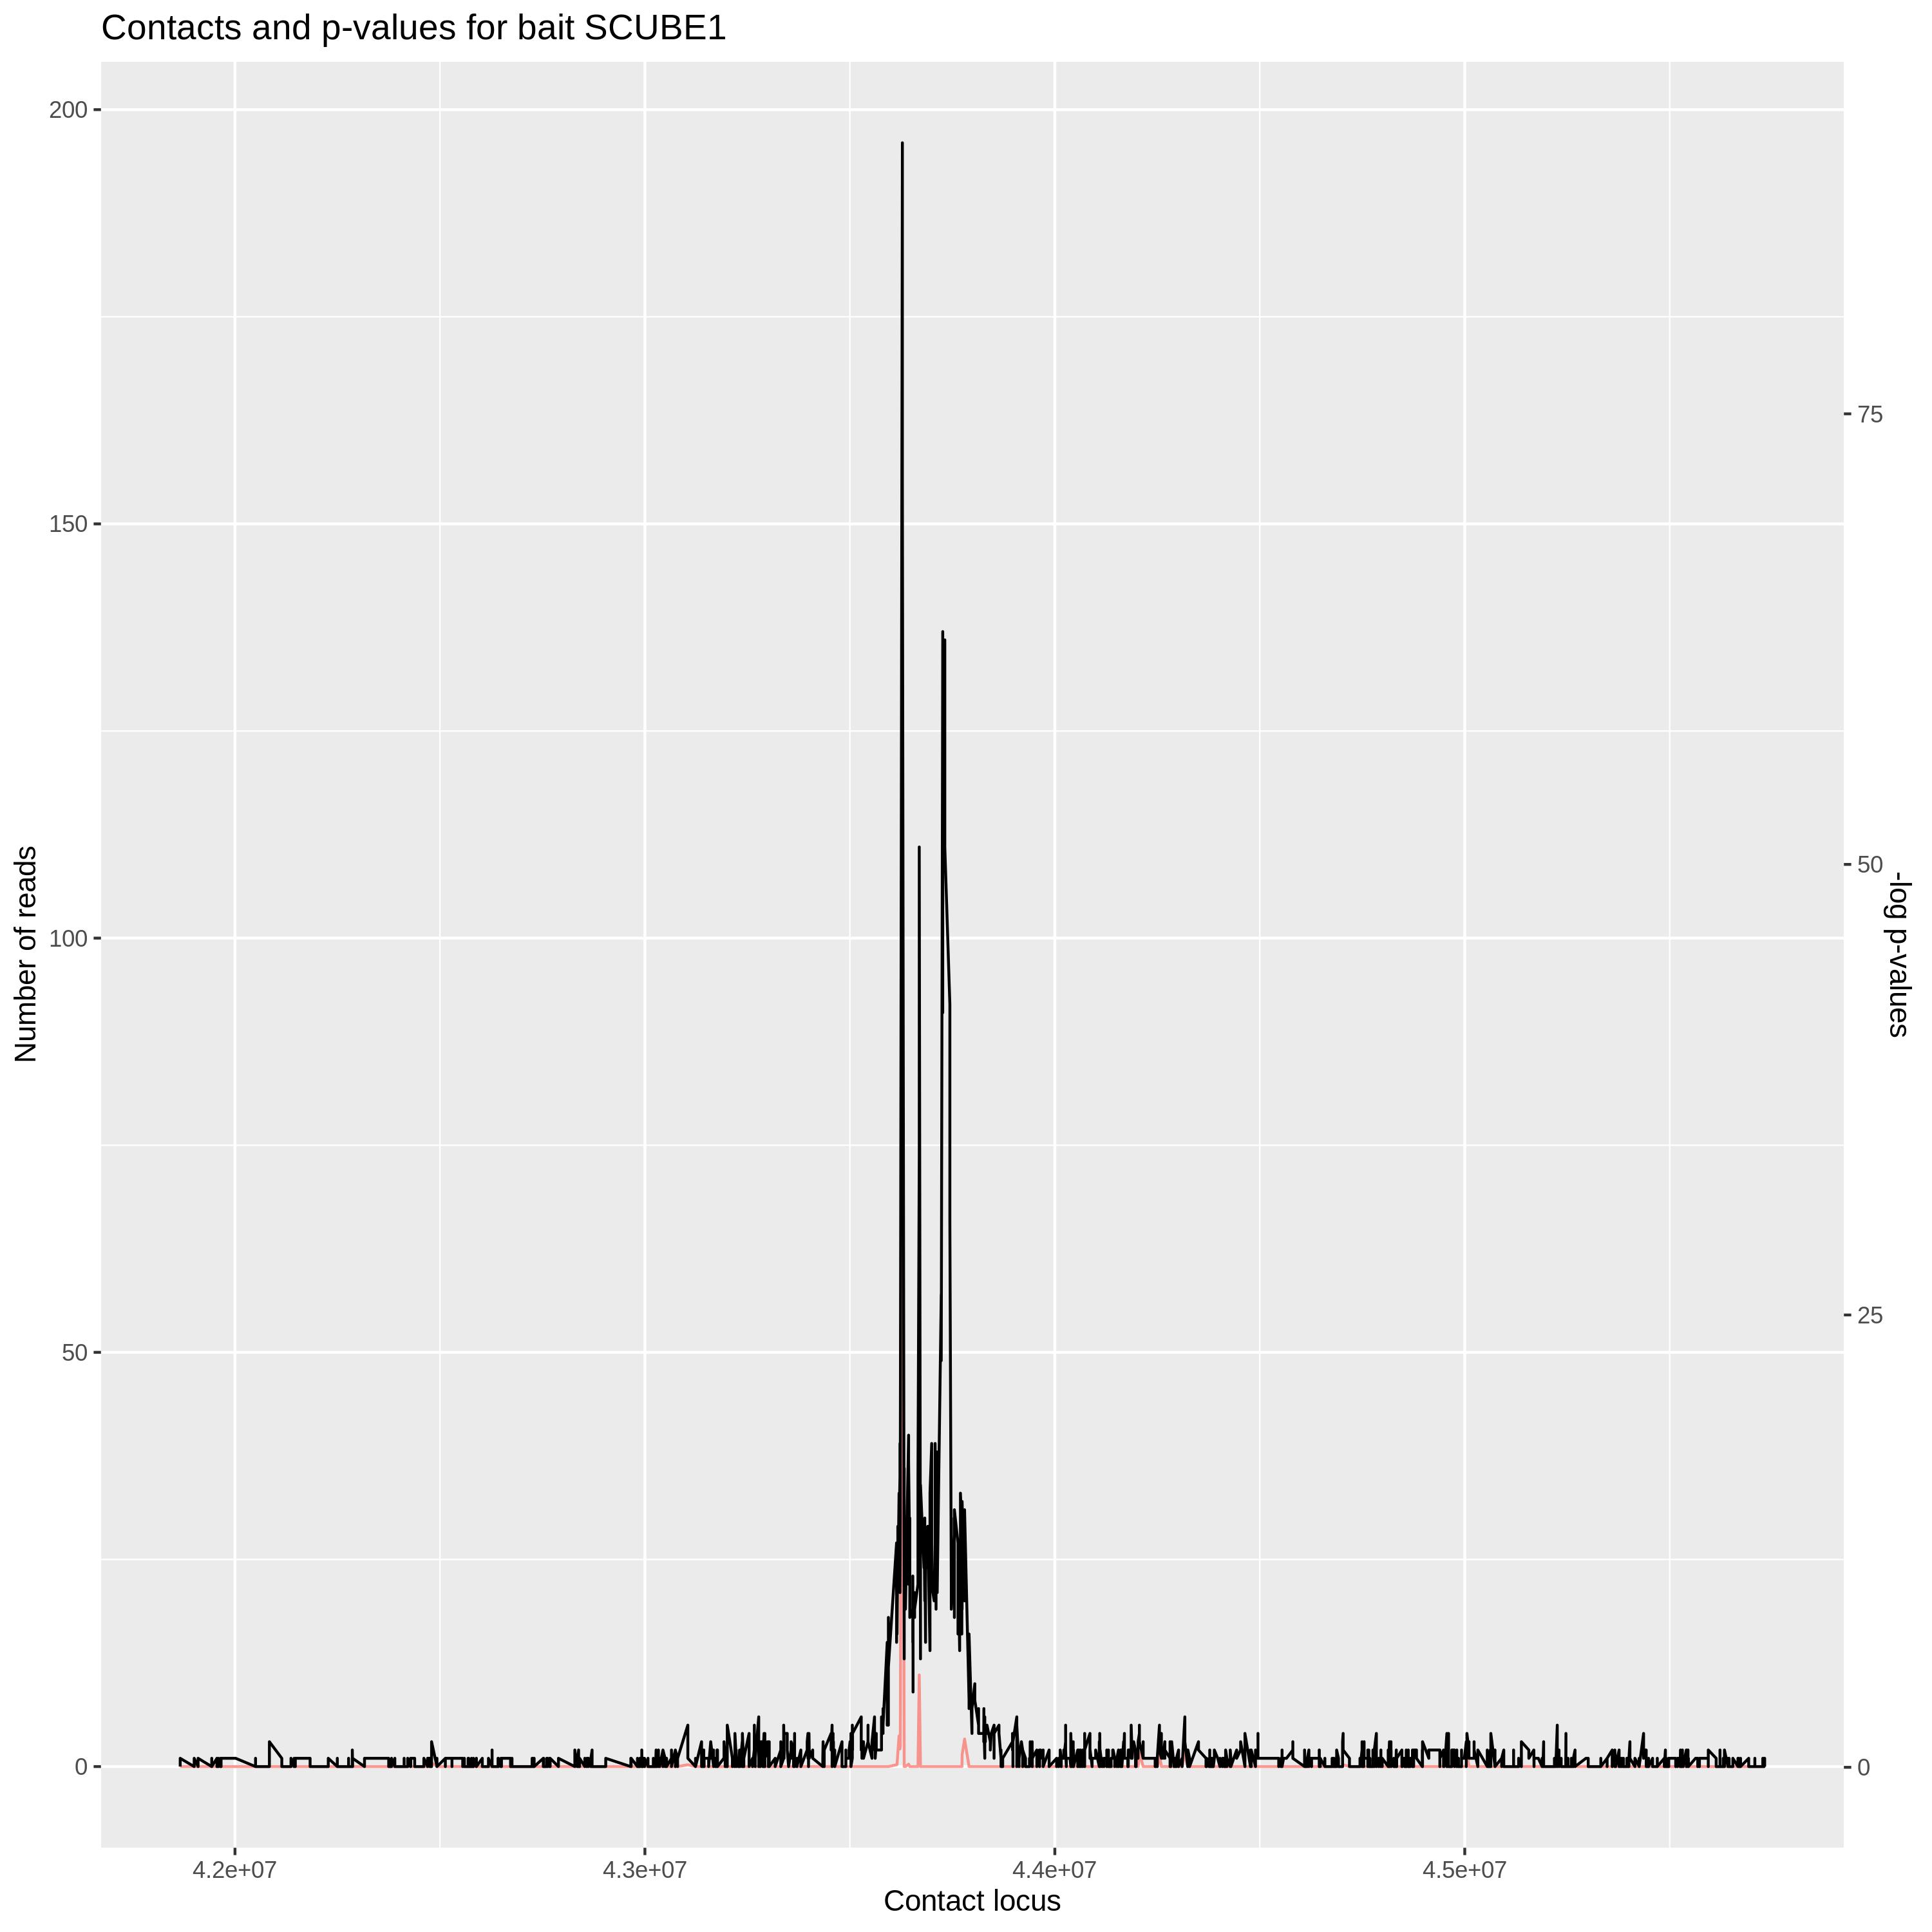 Contacts and p-values for bait SCUBE1
200
150
100
50
0
Number of reads
75
50
25
0
-log p-values
4.2e+07
4.3e+07
4.4e+07
4.5e+07
Contact locus